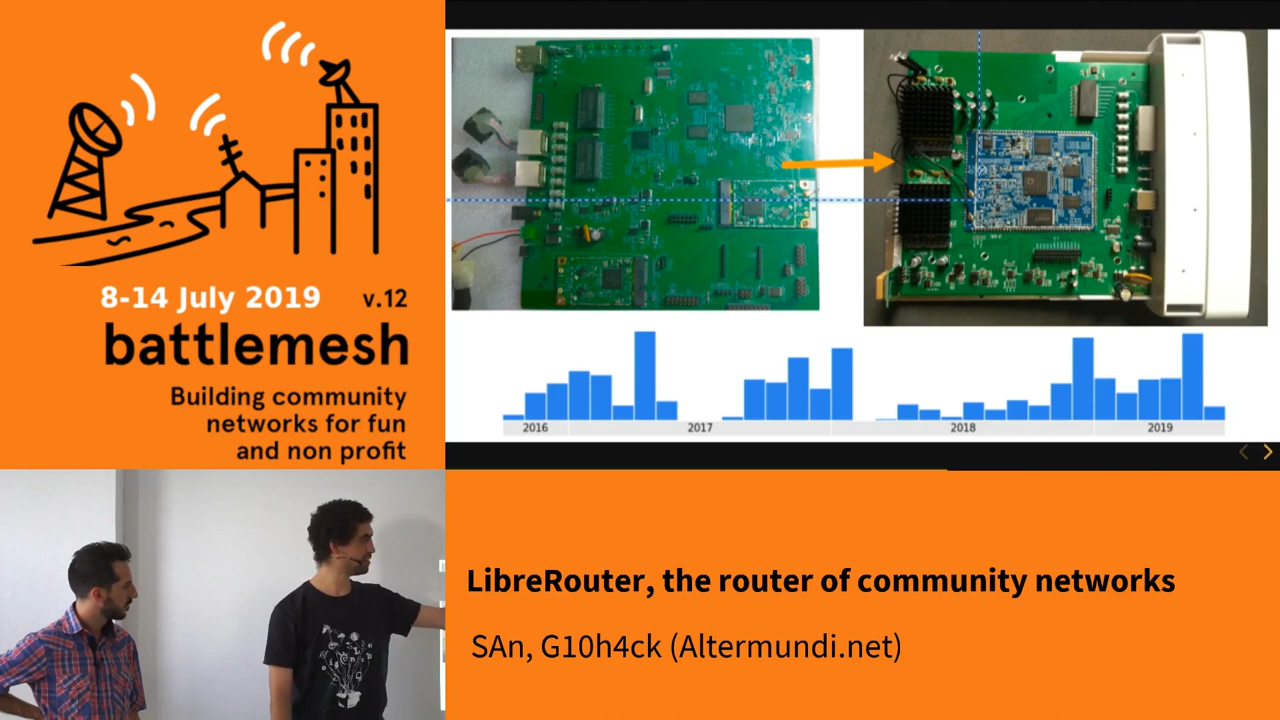 8-14 July 2019
v.12
battlemesh
Building community
networks for fun
and non profit
2016
2017
2018
2019
LibreRouter, the router of community networks
SAn, G10h4ck (Altermundi.net)